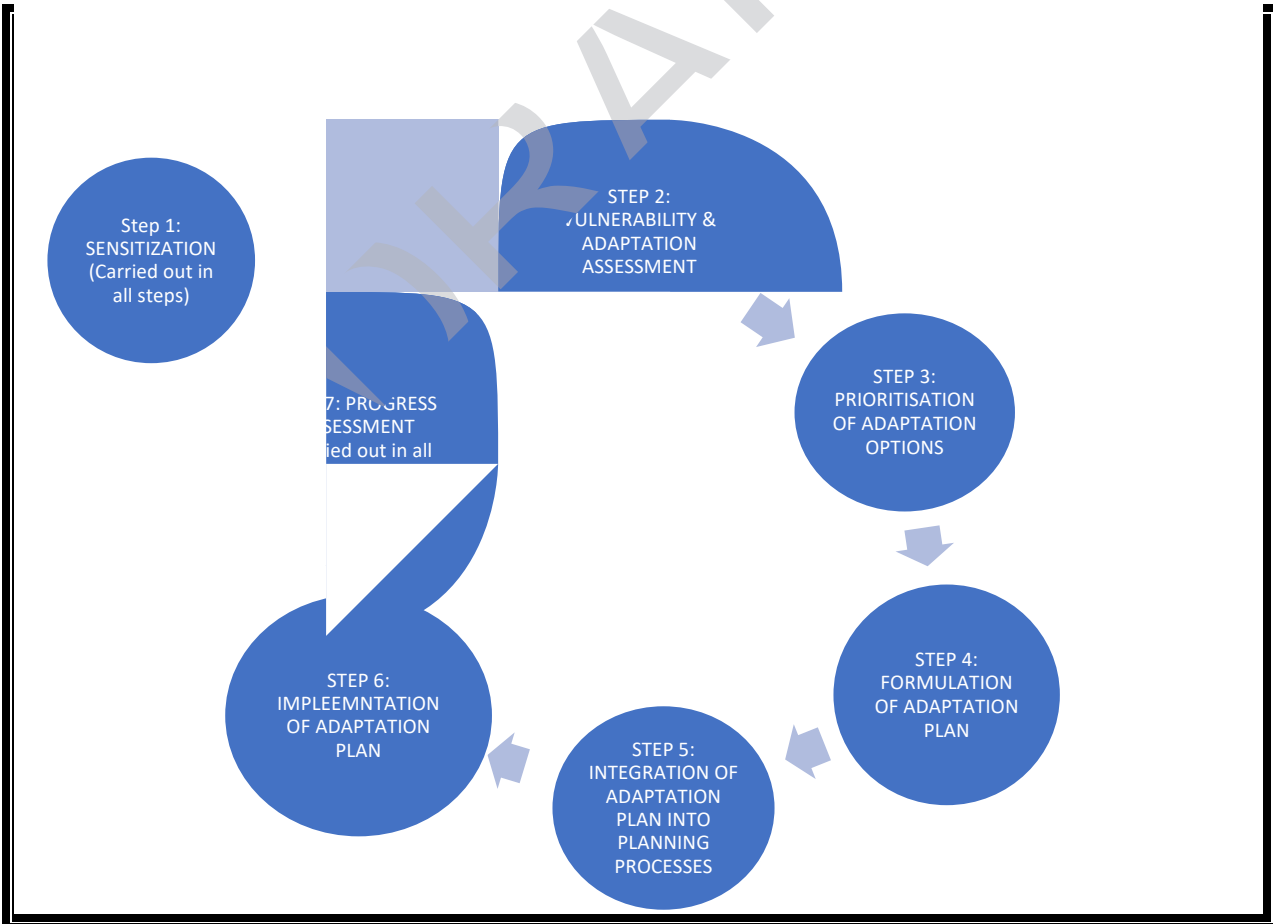 Step 1:
SENSITIZATION
(Carried out in
all steps)
STEP 2:
VULNERABILITY &
ADAPTATION
ASSESSMENT
STEP 3:
PRIORITISATION
OF ADAPTATION
OPTIONS
STEP 4:
FORMULATION
OF ADAPTATION
PLAN
STEP 5:
INTEGRATION OF
ADAPTATION
PLAN INTO
PLANNING
PROCESSES
STEP 6:
IMPLEEMNTATION
OF ADAPTATION
PLAN
7: PROGRESS
SESSMENT
ied out in all